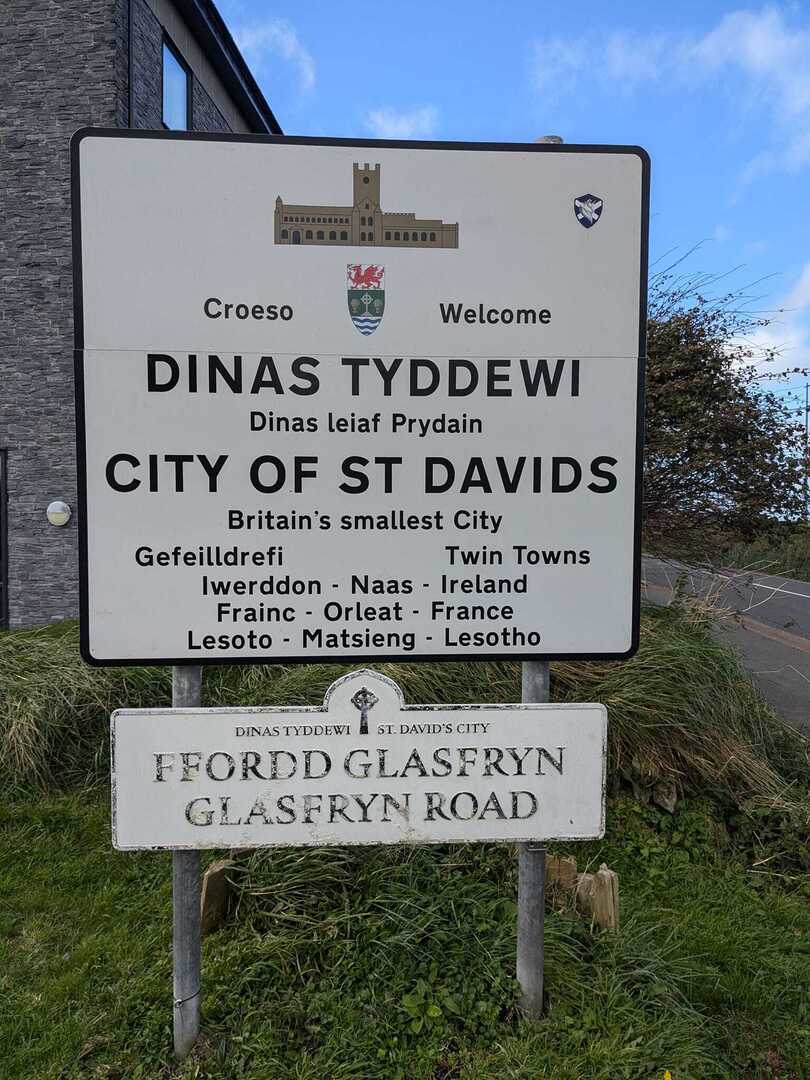 Croeso Welcome
DINAS TYDDEWI
Dinas leiaf Prydain
CITY OF ST DAVIDS
Britain's smallest City
Gefeilldrefi Twin Towns
Iwerddon - Naas - Ireland
Frainc - Orleat - France
Lesoto - Matsieng - Lesotho
DINAS TYDDEWI ST. DAVID'S CITY
FFORDD GLASFRYN
GLASFRYN ROAD